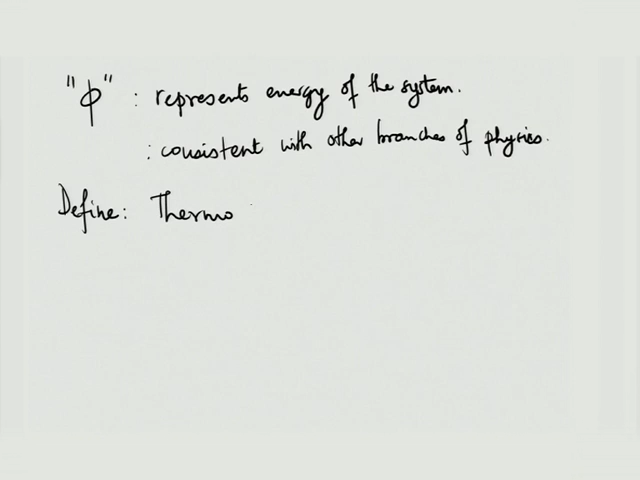 "φ" : represents energy of the system.
: consistent with other branches of physics.
Define: Thermo